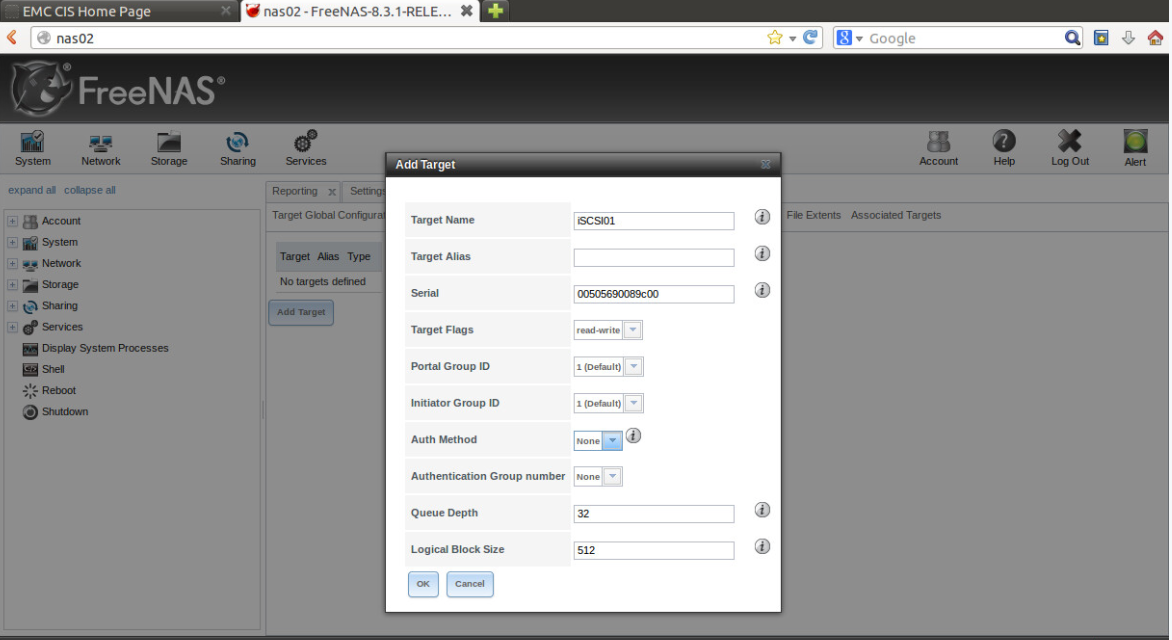 EMC CIS Home Page
nas02 - FreeNAS-8.3.1-RELE...
nas02
Google
FreeNAS®
System Network Storage Sharing Services Account Help Log Out Alert
expand all collapse all
Account
System
Network
Storage
Sharing
Services
Display System Processes
Shell
Reboot
Shutdown
Reporting x Settings
Target Global Configurat File Extents Associated Targets
Target Alias Type
No targets defined
Add Target
Add Target
Target Name iSCSI01
Target Alias
Serial 00505690089c00
Target Flags read-write
Portal Group ID 1 (Default)
Initiator Group ID 1 (Default)
Auth Method None
Authentication Group number None
Queue Depth 32
Logical Block Size 512
OK Cancel